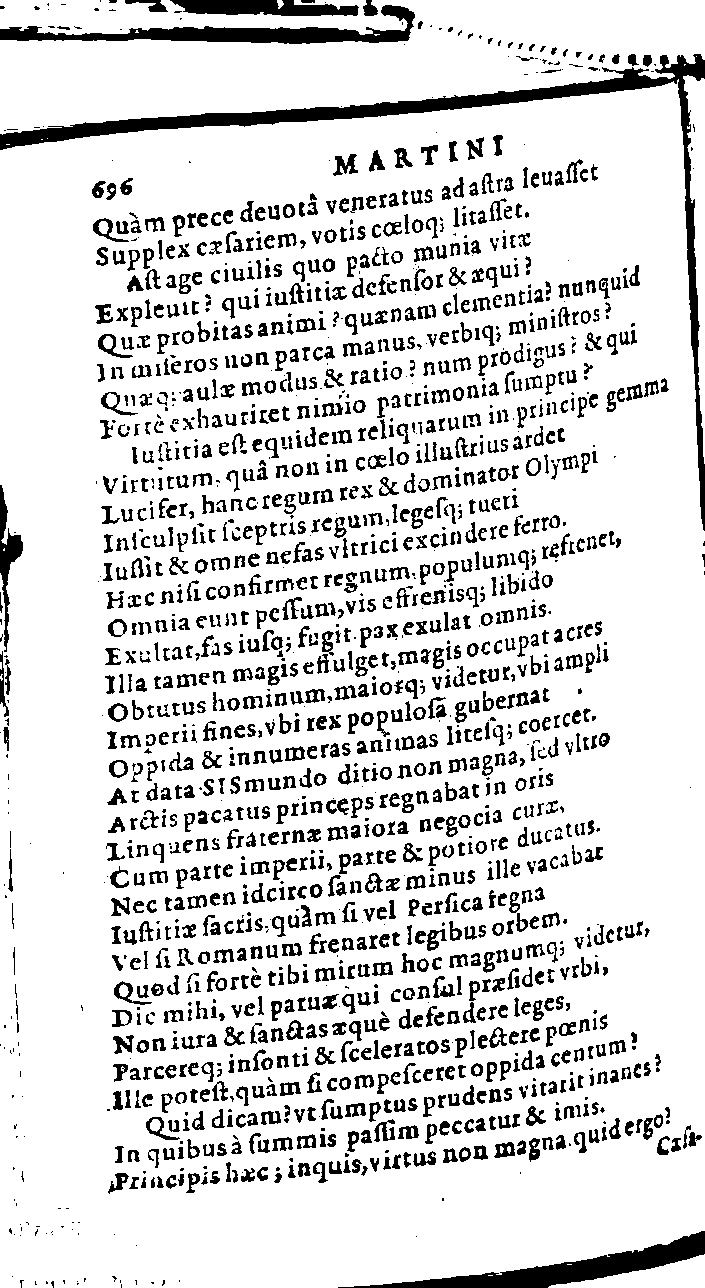 696 MARTINI
Quàm prece deuotâ veneratus ad aſtra leuaſſet
Supplex cæſariem, votis cœloq; litaſſet.
Aſt age ciuilis quo pacto munia vitæ
Expleuit? qui iuſtitiæ defenſor & æqui?
Quæ probitas animi? quænam clementia? nunquid
In miſeros non parca manus, verbiq; miniſtros?
Quæq; aulæ modus & ratio? num prodigus? & qui
Fortè exhauriret nimio patrimonia ſumptu?
Iuſtitia eſt equidem reliquarum in principe gemma
Virtutum, quâ non in cœlo illuſtrius ardet
Lucifer, hanc regum rex & dominator Olympi
Inſculpſit ſceptris regum, legeſq; tueri
Iuſſit & omne nefas vltrici excindere ferro.
Hæc niſi confirmet regnum, populumq; refrenet,
Omnia eunt peſſum, vis effreniſq; libido
Exultat, fas iuſq; fugit pax exulat omnis.
Illa tamen magis effulget, magis occupat acres
Obtutus hominum, maiorq; videtur, vbi ampli
Imperii fines, vbi rex populoſâ gubernat
Oppida & innumeras animas liteſq; coercet.
At data SIS mundo ditio non magna, ſed vltro
Arctis pacatus princeps regnabat in oris
Linquens fraternæ maiora negocia curæ,
Cum parte imperii, parte & potiore ducatus.
Nec tamen idcirco ſanctæ minus ille vacabat
Iuſtitiæ ſacris, quàm ſi vel Perſica regna
Vel ſi Romanum frenaret legibus orbem.
Quod ſi fortè tibi mirum hoc magnumq; videtur,
Dic mihi, vel paruæ qui conſul præſidet vrbi,
Non iura & ſanctas æquè defendere leges,
Parcereq; inſonti & ſceleratos plectere pœnis
Ille poteſt, quàm ſi compeſceret oppida centum?
Quid dicam? vt ſumptus prudens vitarit inanes?
In quibus à ſummis paſſim peccatur & imis.
Principis hæc; inquis, virtus non magna. quid ergo?
Cæſa-